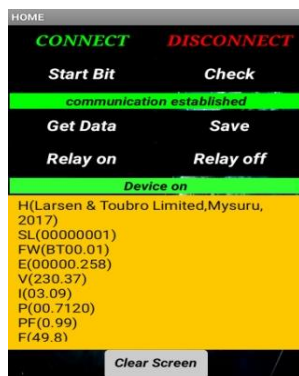 HOME
CONNECT DISCONNECT
Start Bit Check
communication established
Get Data Save
Relay on Relay off
Device on
H(Larsen & Toubro Limited,Mysuru,
2017)
SL(00000001)
FW(BT00.01)
E(00000.258)
V(230.37)
I(03.09)
P(00.7120)
PF(0.99)
F(49.8)
Clear Screen